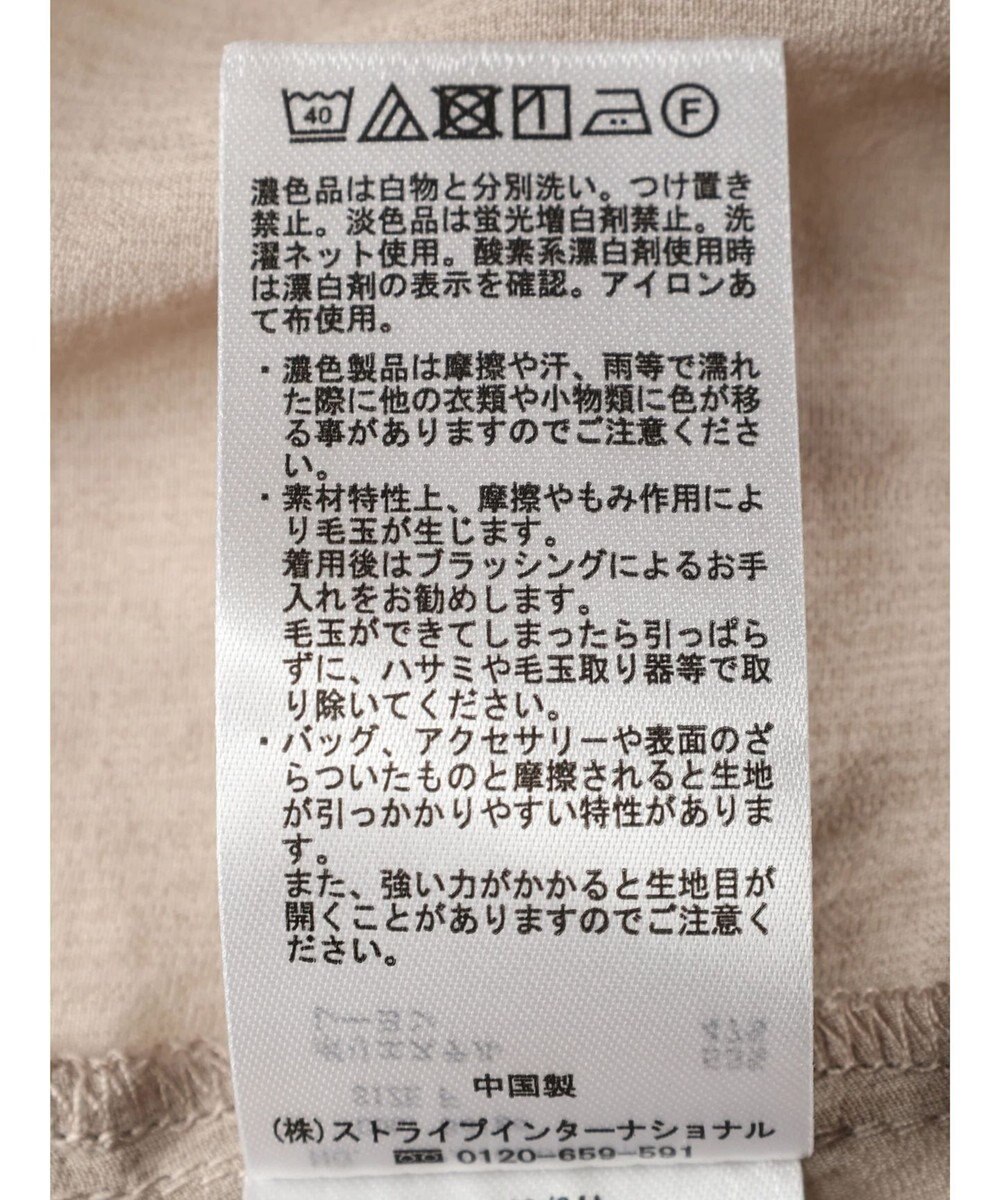 40 F
濃色品は白物と分別洗い。つけ置き
禁止。淡色品は蛍光増白剤禁止。洗
濯ネット使用。酸素系漂白剤使用時
は漂白剤の表示を確認。アイロンあ
て布使用。
・濃色製品は摩擦や汗、雨等で濡れ
た際に他の衣類や小物類に色が移
る事がありますのでご注意くださ
い。
・素材特性上、摩擦やもみ作用によ
り毛玉が生じます。
着用後はブラッシングによるお手
入れをお勧めします。
毛玉ができてしまったら引っぱら
ずに、ハサミや毛玉取り器等で取
り除いてください。
・バッグ、アクセサリーや表面のざ
らついたものと摩擦されると生地
が引っかかりやすい特性がありま
す。
また、強い力がかかると生地目が
開くことがありますのでご注意く
ださい。
レーヨン 47%
ポリエステル 53%
SIZE F
中国製
(株)ストライプインターナショナル
0120-659-591